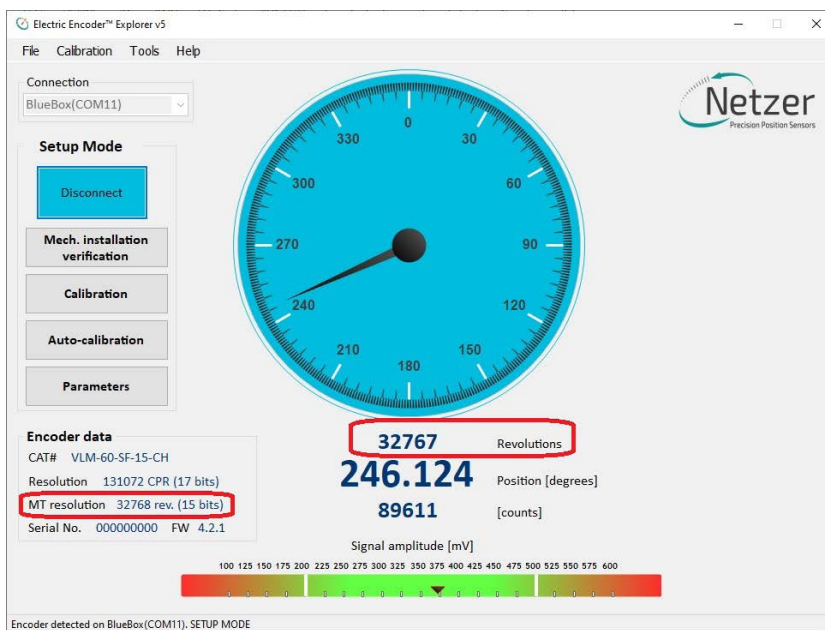 Electric Encoder™ Explorer v5
File Calibration Tools Help
Connection
BlueBox(COM11)
Netzer
Precision Position Sensors
Setup Mode
Disconnect
Mech. installation
verification
Calibration
Auto-calibration
Parameters
0
30
60
90
120
150
180
210
240
270
300
330
Encoder data
CAT# VLM-60-SF-15-CH
Resolution 131072 CPR (17 bits)
MT resolution 32768 rev. (15 bits)
Serial No. 000000000 FW 4.2.1
32767 Revolutions
246.124 Position [degrees]
89611 [counts]
Signal amplitude [mV]
100 125 150 175 200 225 250 275 300 325 350 375 400 425 450 475 500 525 550 575 600
Encoder detected on BlueBox(COM11). SETUP MODE